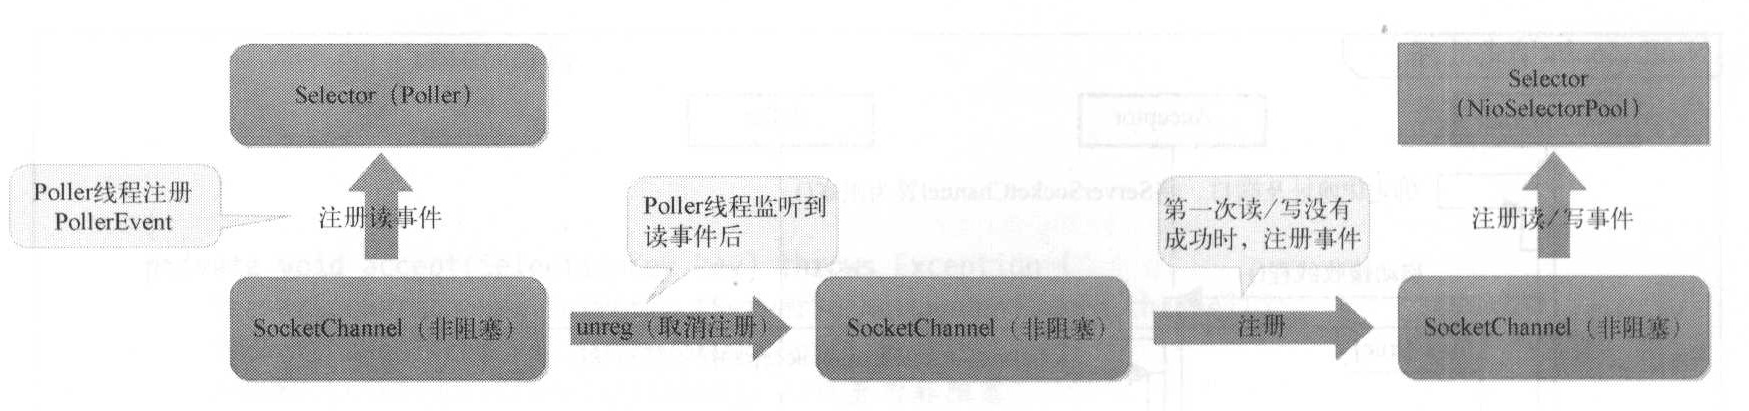 Selector（Poller）
Selector
（NioSelectorPool）
Poller线程注册
PollerEvent
注册读事件
Poller线程监听到
读事件后
第一次读/写没有
成功时，注册事件
注册读/写事件
SocketChannel（非阻塞）
unreg（取消注册）
SocketChannel（非阻塞）
注册
SocketChannel（非阻塞）